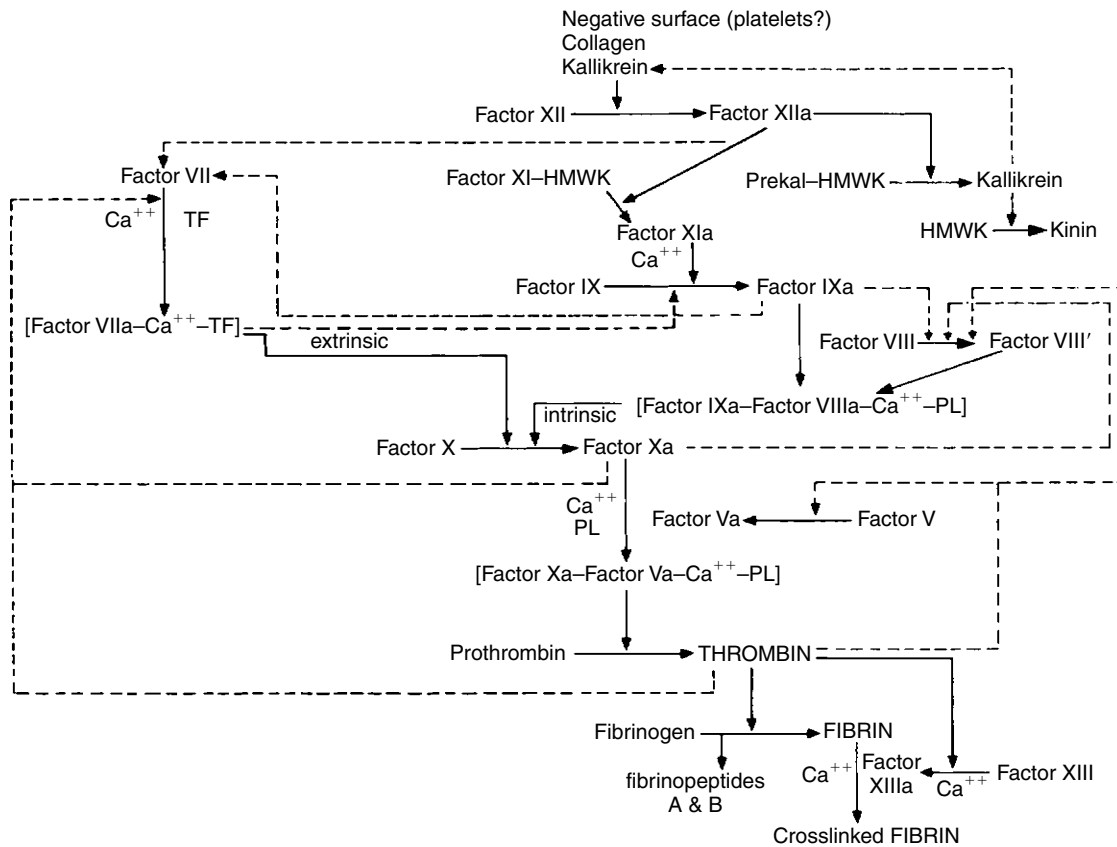 Negative surface (platelets?)
Collagen
Kallikrein
Factor XII
Factor XIIa
Factor VII
Factor XI–HMWK
Prekal–HMWK
Kallikrein
Ca++
TF
HMWK
Kinin
Factor XIa
Ca++
Factor IX
Factor IXa
[Factor VIIa–Ca++–TF]
extrinsic
Factor VIII
Factor VIII′
intrinsic
[Factor IXa–Factor VIIIa–Ca++–PL]
Factor X
Factor Xa
Ca++
PL
Factor Va
Factor V
[Factor Xa–Factor Va–Ca++–PL]
Prothrombin
THROMBIN
Fibrinogen
FIBRIN
fibrinopeptides
A & B
Ca++
Factor
XIIIa
Ca++
Factor XIII
Crosslinked FIBRIN